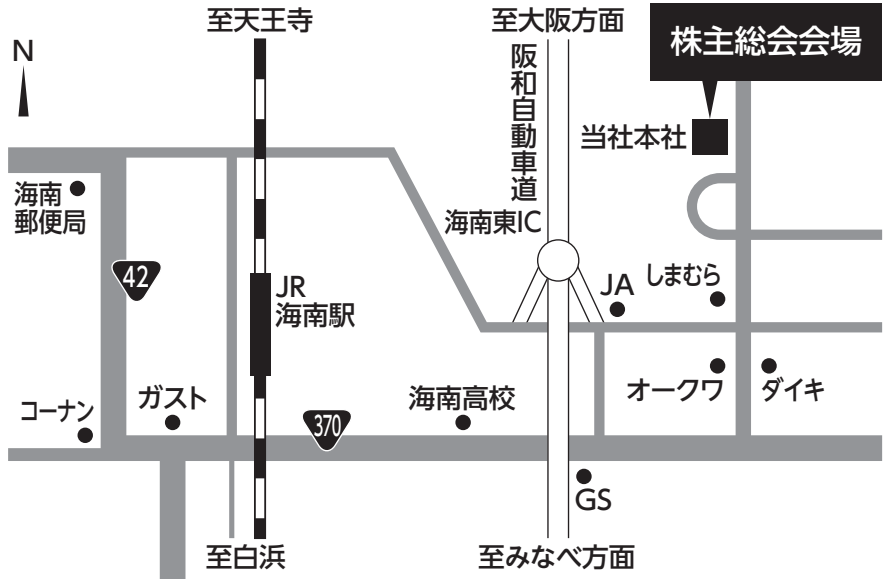 至天王寺
至大阪方面
株主総会会場
N
阪和自動車道
当社本社
海南
郵便局
海南東IC
42
JR
海南駅
JA
しまむら
コーナン
ガスト
370
海南高校
オークワ
ダイキ
GS
至白浜
至みなべ方面